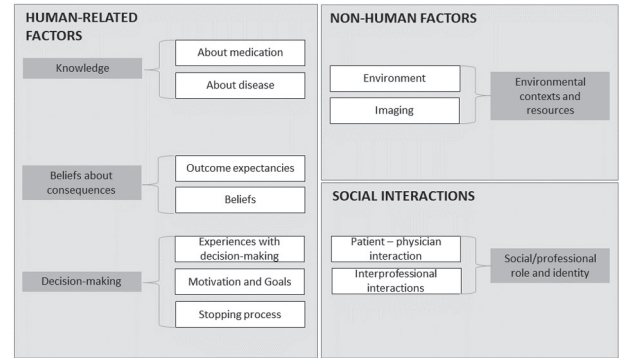 HUMAN-RELATED
FACTORS
Knowledge
About medication
About disease
Beliefs about
consequences
Outcome expectancies
Beliefs
Decision-making
Experiences with
decision-making
Motivation and Goals
Stopping process
NON-HUMAN FACTORS
Environment
Imaging
Environmental
contexts and
resources
SOCIAL INTERACTIONS
Patient – physician
interaction
Interprofessional
interactions
Social/professional
role and identity